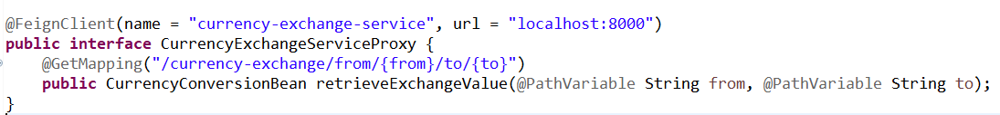 @FeignClient(name = "currency-exchange-service", url = "localhost:8000")
public interface CurrencyExchangeServiceProxy {
@GetMapping("/currency-exchange/from/{from}/to/{to}")
public CurrencyConversionBean retrieveExchangeValue(@PathVariable String from, @PathVariable String to);
}